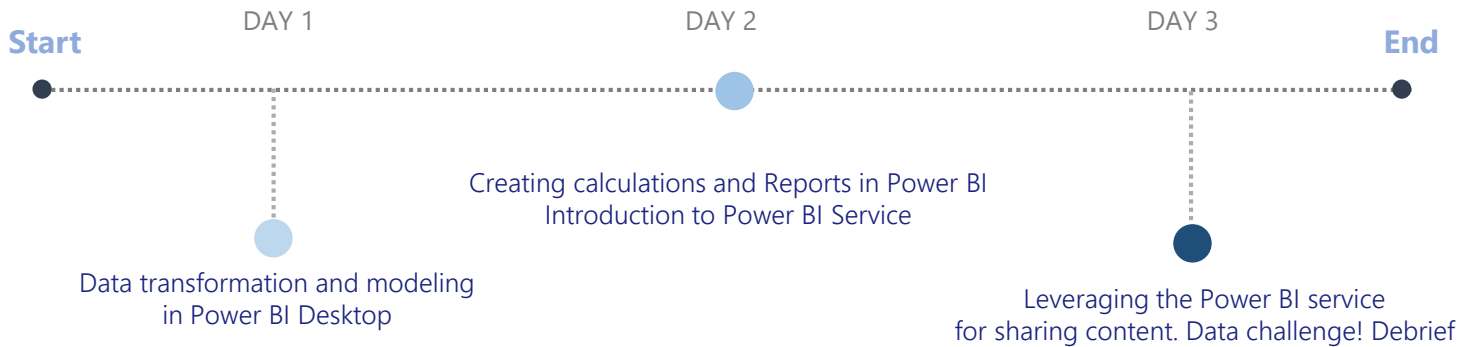 DAY 1
DAY 2
DAY 3
Start
End
Creating calculations and Reports in Power BI
Introduction to Power BI Service
Data transformation and modeling
in Power BI Desktop
Leveraging the Power BI service
for sharing content. Data challenge! Debrief